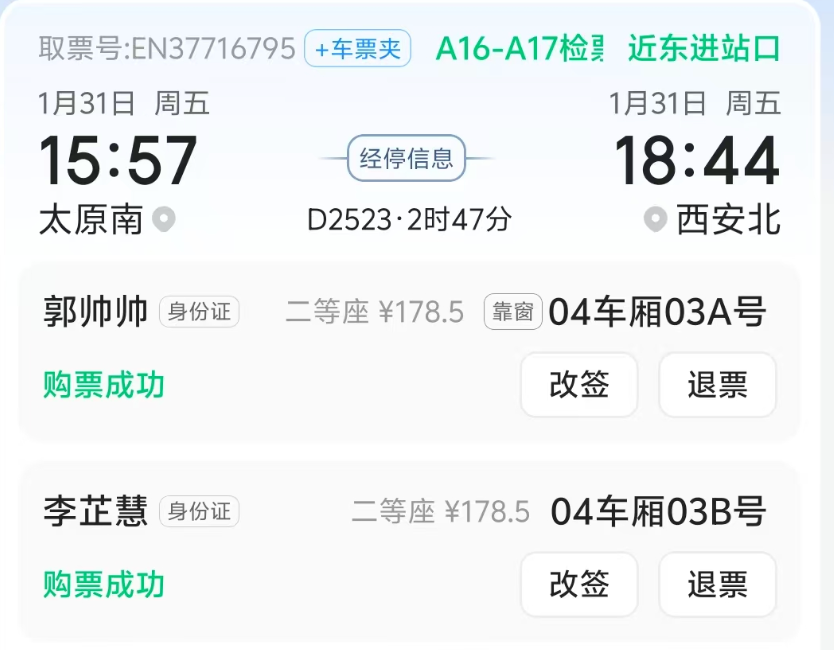 取票号:EN37716795 +车票夹 A16-A17检票 近东进站口
1月31日 周五 1月31日 周五
15:57 经停信息 18:44
太原南 D2523·2时47分 西安北
郭帅帅 身份证 二等座 ¥178.5 靠窗 04车厢03A号
购票成功 改签 退票
李芷慧 身份证 二等座 ¥178.5 04车厢03B号
购票成功 改签 退票